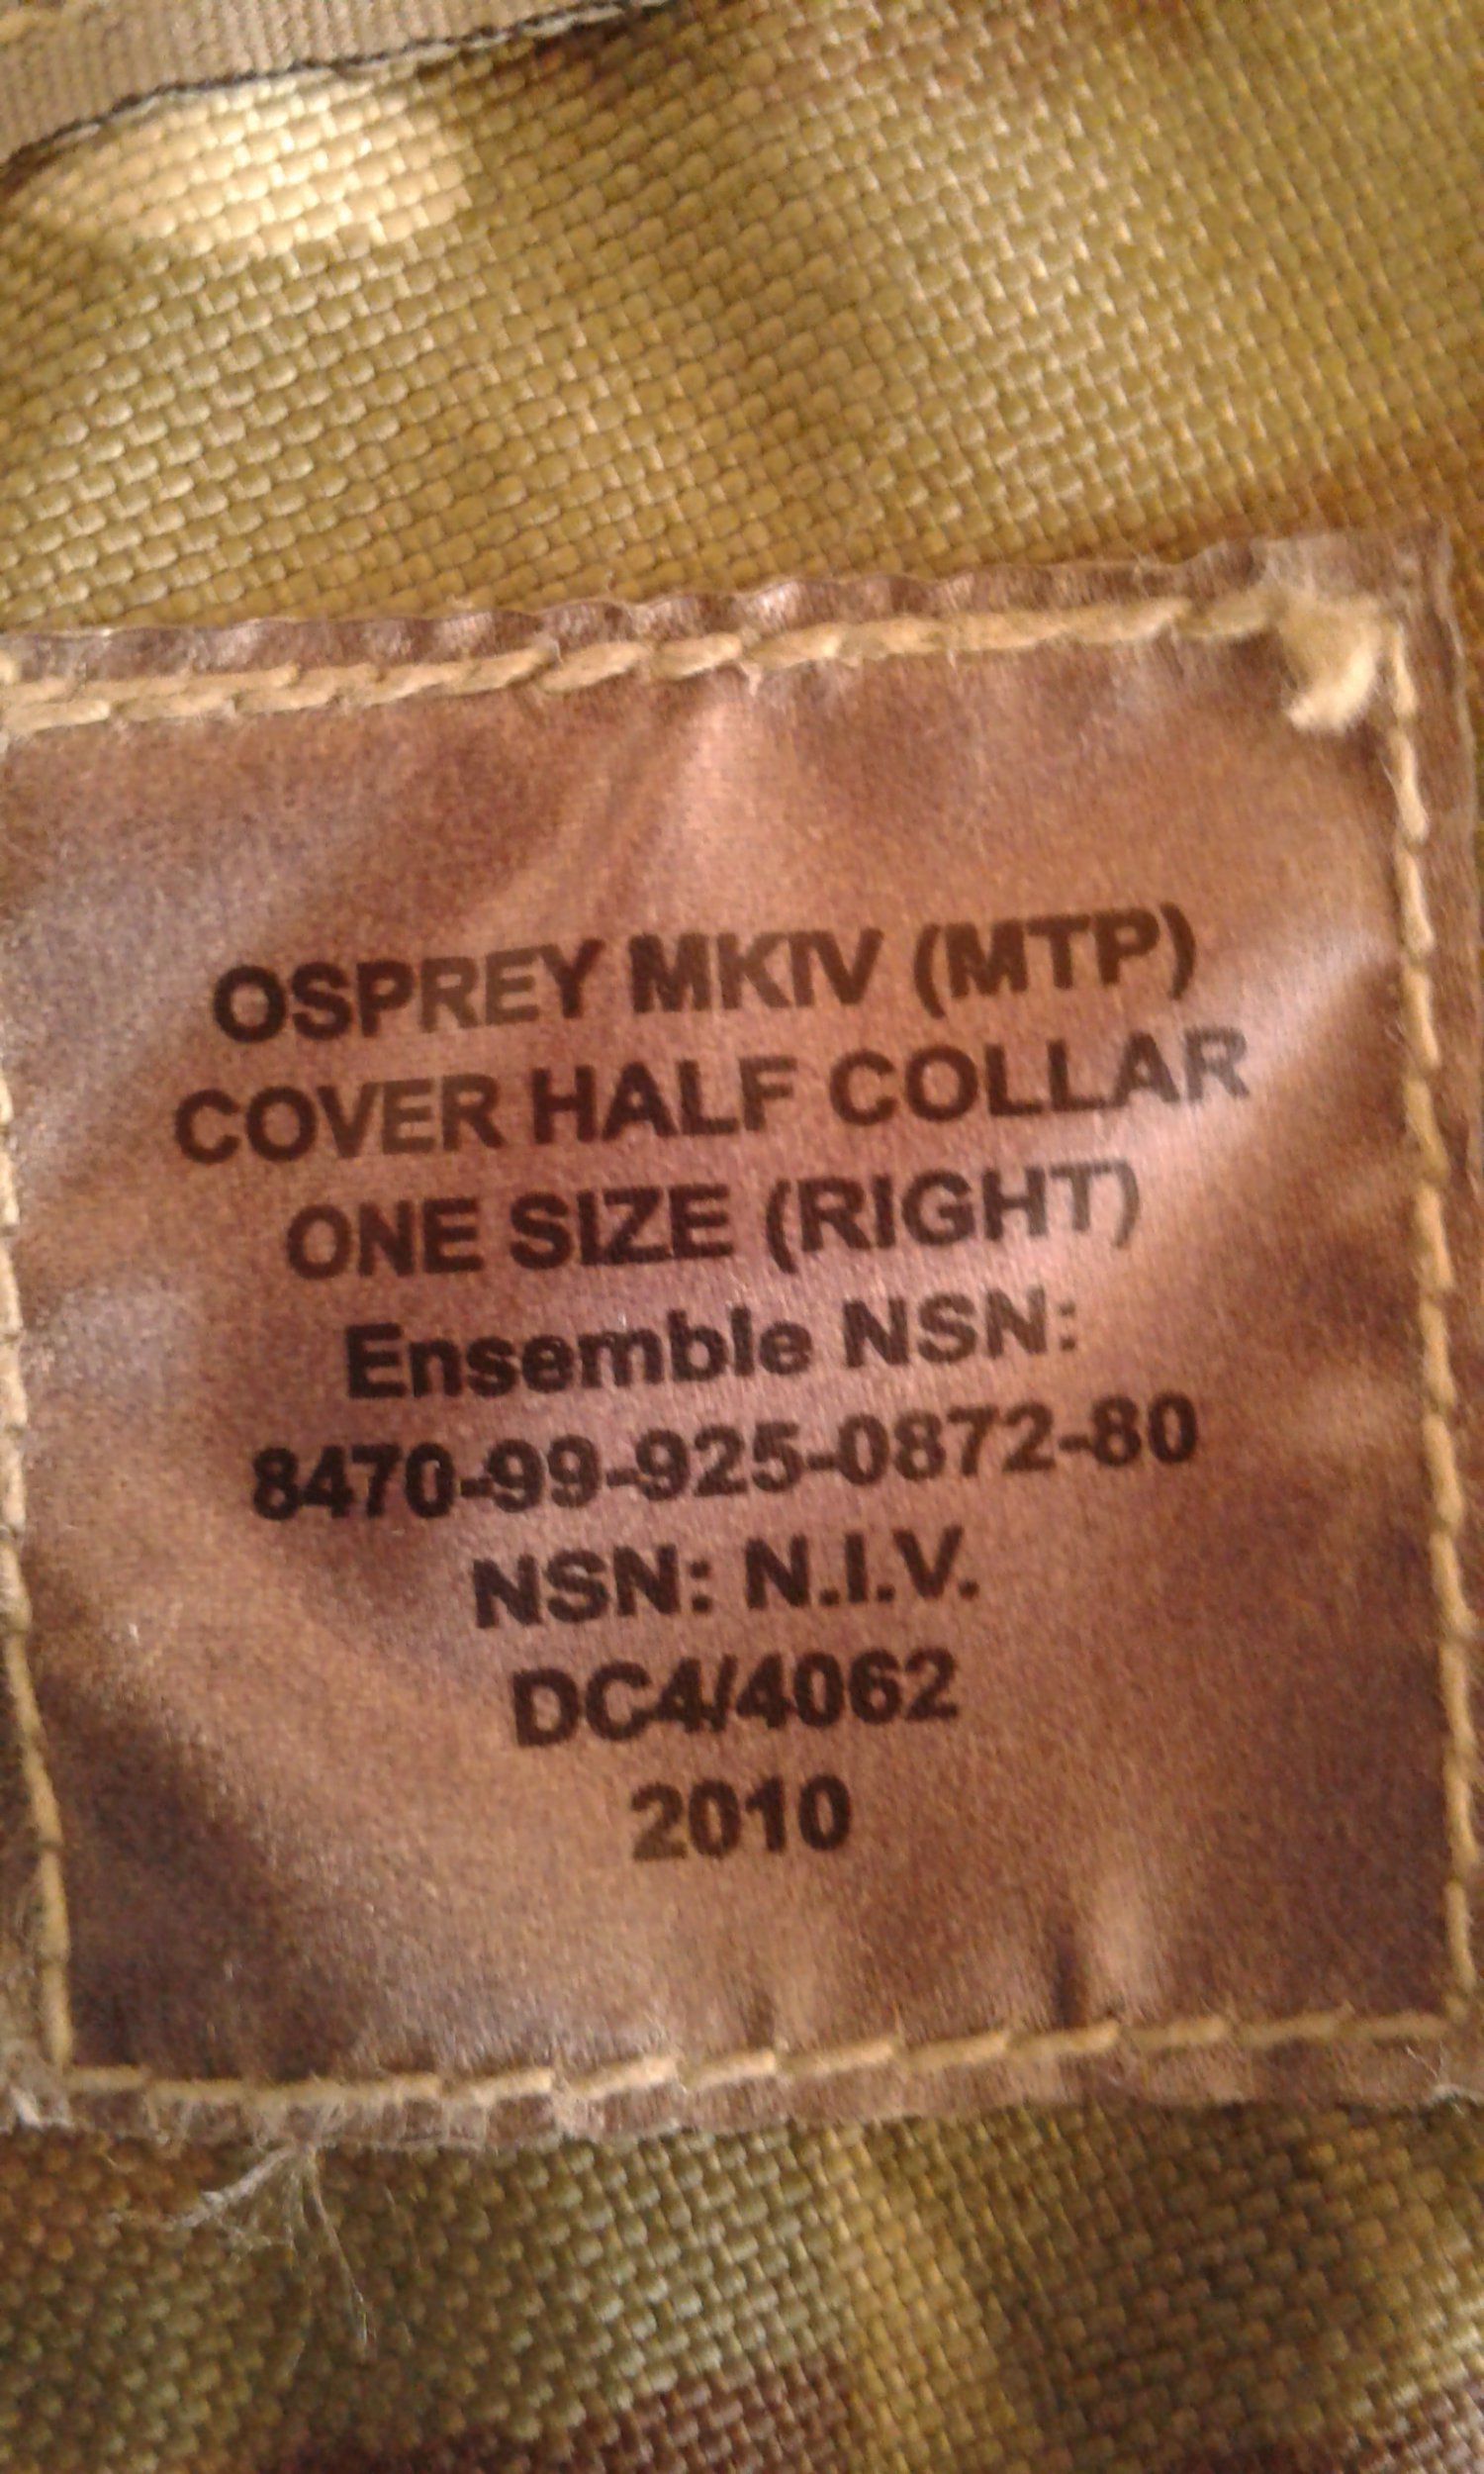 OSPREY MKIV (MTP)
COVER HALF COLLAR
ONE SIZE (RIGHT)
Ensemble NSN:
8470-99-925-0872-80
NSN: N.I.V.
DC4/4062
2010